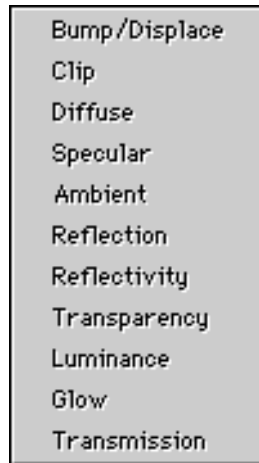 Bump/Displace
Clip
Diffuse
Specular
Ambient
Reflection
Reflectivity
Transparency
Luminance
Glow
Transmission